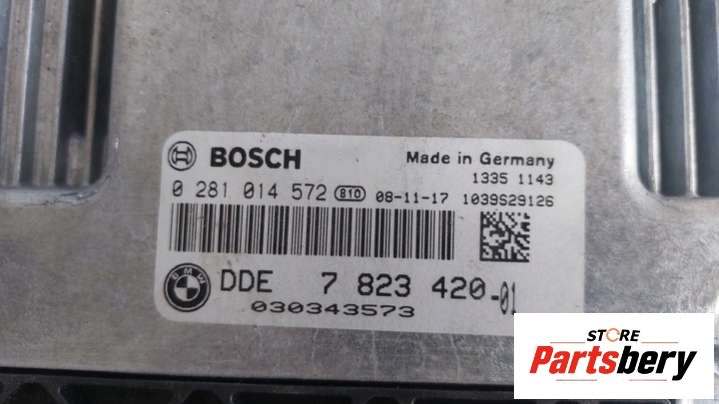 BOSCH Made in Germany
1335 1143
0 281 014 572 810 08-11-17 1039S29126
BMW DDE 7 823 420-01
030343573
STORE
Partsbery